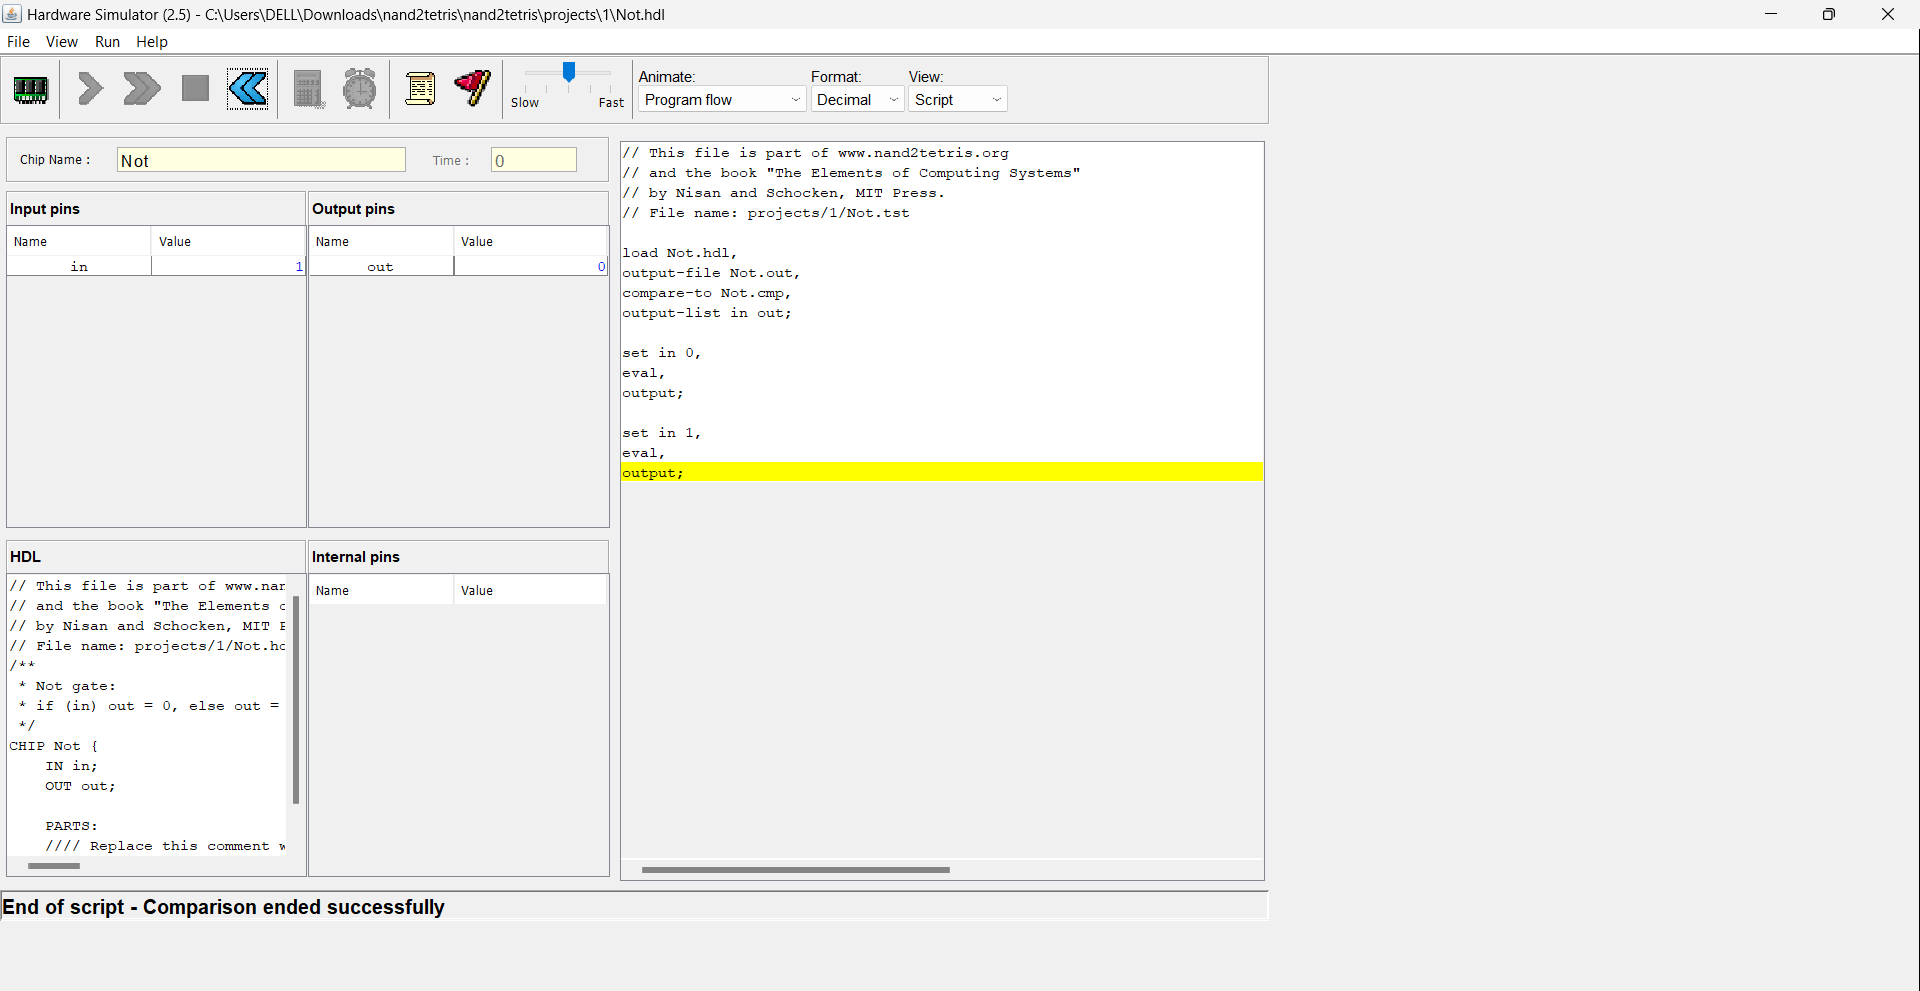 Hardware Simulator (2.5) - C:\Users\DELL\Downloads\nand2tetris\nand2tetris\projects\1\Not.hdl
File View Run Help
Slow Fast
Animate: Format: View:
Program flow Decimal Script
Chip Name : Not Time : 0
Input pins
Name Value
in 1
Output pins
Name Value
out 0
HDL
// This file is part of www.nan
// and the book "The Elements c
// by Nisan and Schocken, MIT P
// File name: projects/1/Not.hd
/**
* Not gate:
* if (in) out = 0, else out =
*/
CHIP Not {
IN in;
OUT out;
PARTS:
//// Replace this comment w
Internal pins
Name Value
// This file is part of www.nand2tetris.org
// and the book "The Elements of Computing Systems"
// by Nisan and Schocken, MIT Press.
// File name: projects/1/Not.tst
load Not.hdl,
output-file Not.out,
compare-to Not.cmp,
output-list in out;
set in 0,
eval,
output;
set in 1,
eval,
output;
End of script - Comparison ended successfully